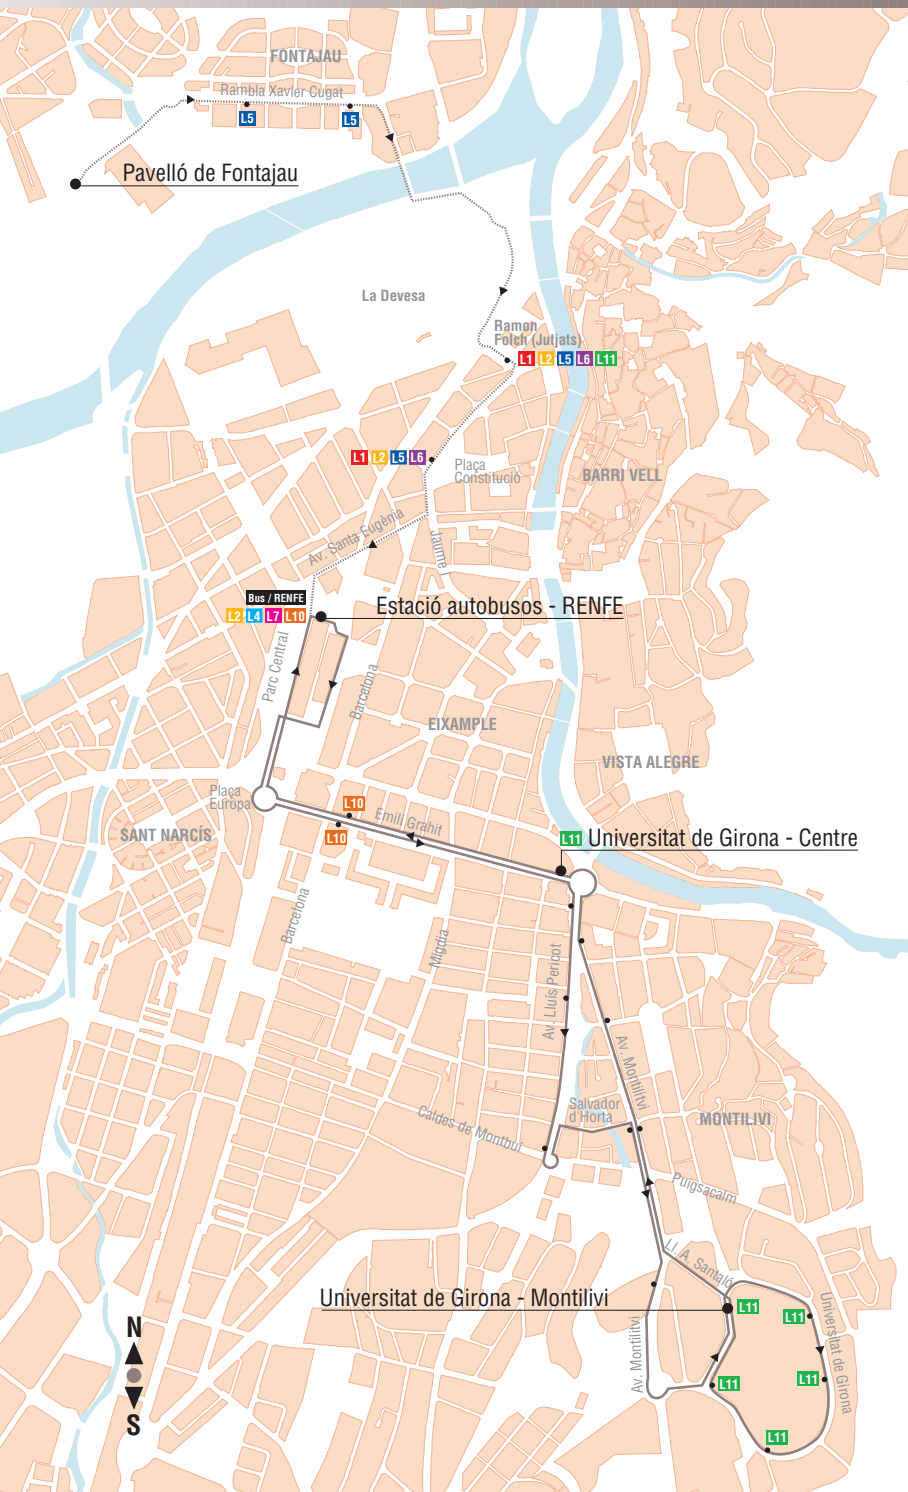 FONTAJAU
Rambla Xavier Cugat
L5
L5
Pavelló de Fontajau
La Devesa
Ramon
Folch (Jutjats)
L1 L2 L5 L6 L11
L1 L2 L5 L6
Plaça
Constitució
BARRI VELL
Av. Santa Eugènia
Jaume I
Bus / RENFE
L2 L4 L7 L10
Estació autobusos - RENFE
Parc Central
Barcelona
EIXAMPLE
VISTA ALEGRE
Plaça
Europa
L10
Emili Grahit
SANT NARCÍS
L10
L11 Universitat de Girona - Centre
Barcelona
Migdia
Av. Lluís Pericot
Av. Montilitvi
Salvador
d'Horta
Caldes de Montbui
MONTILIVI
Puigsacalm
Ll. A. Santaló
Universitat de Girona - Montilivi
L11
L11
Universitat de Girona
Av. Montilitvi
L11
L11
L11
N
S